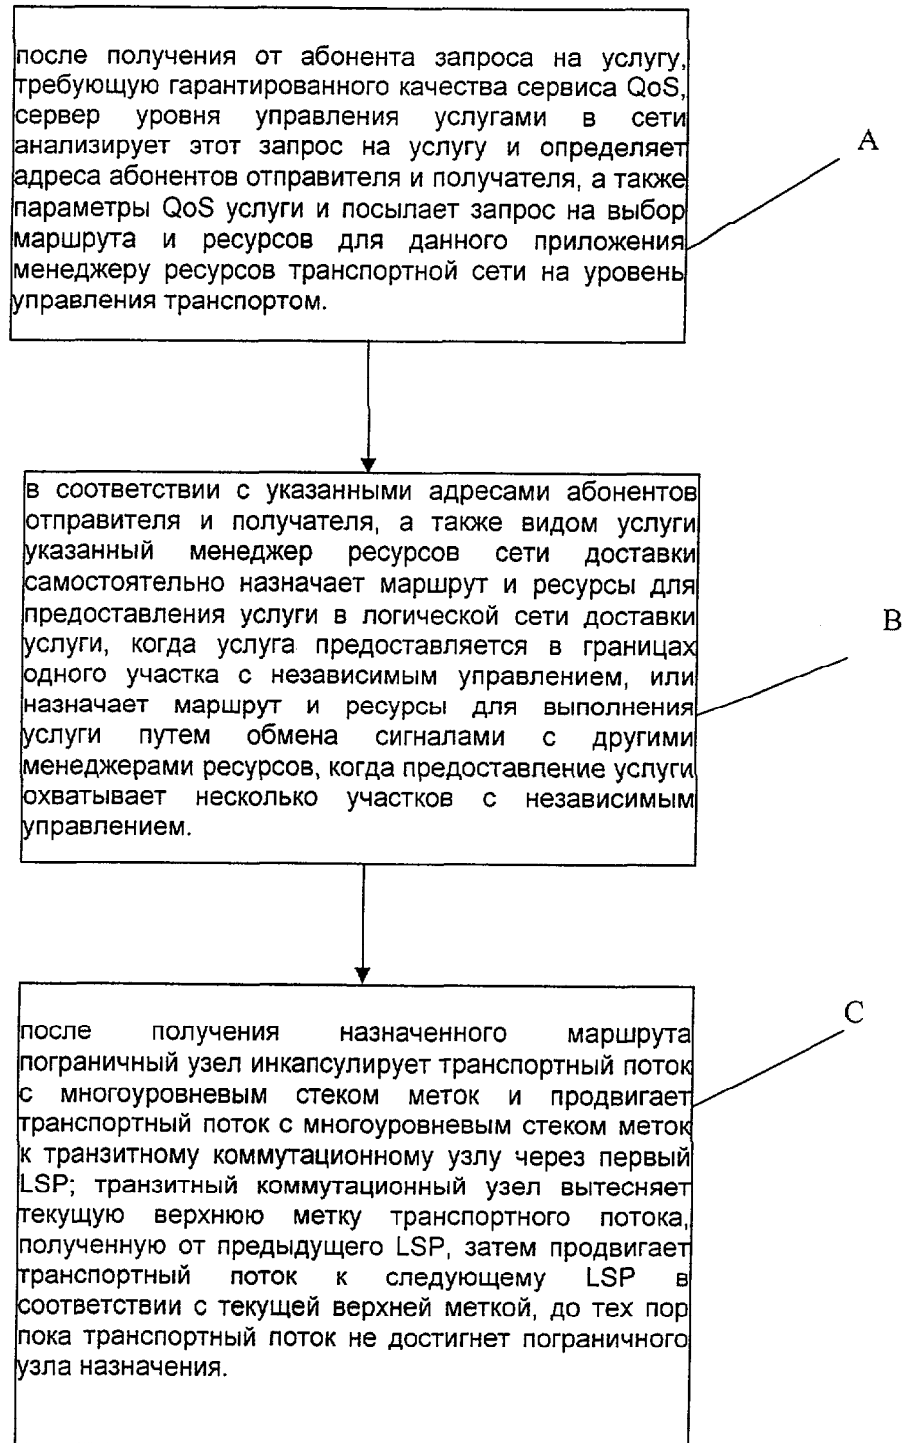 после получения от абонента запроса на услугу,
требующую гарантированного качества сервиса QoS,
сервер уровня управления услугами в сети
анализирует этот запрос на услугу и определяет
адреса абонентов отправителя и получателя, а также
параметры QoS услуги и посылает запрос на выбор
маршрута и ресурсов для данного приложения
менеджеру ресурсов транспортной сети на уровень
управления транспортом.
A
в соответствии с указанными адресами абонентов
отправителя и получателя, а также видом услуги
указанный менеджер ресурсов сети доставки
самостоятельно назначает маршрут и ресурсы для
предоставления услуги в логической сети доставки
услуги, когда услуга предоставляется в границах
одного участка с независимым управлением, или
назначает маршрут и ресурсы для выполнения
услуги путем обмена сигналами с другими
менеджерами ресурсов, когда предоставление услуги
охватывает несколько участков с независимым
управлением.
B
после получения назначенного маршрута
пограничный узел инкапсулирует транспортный поток
с многоуровневым стеком меток и продвигает
транспортный поток с многоуровневым стеком меток
к транзитному коммутационному узлу через первый
LSP; транзитный коммутационный узел вытесняет
текущую верхнюю метку транспортного потока,
полученную от предыдущего LSP, затем продвигает
транспортный поток к следующему LSP в
соответствии с текущей верхней меткой, до тех пор
пока транспортный поток не достигнет пограничного
узла назначения.
C